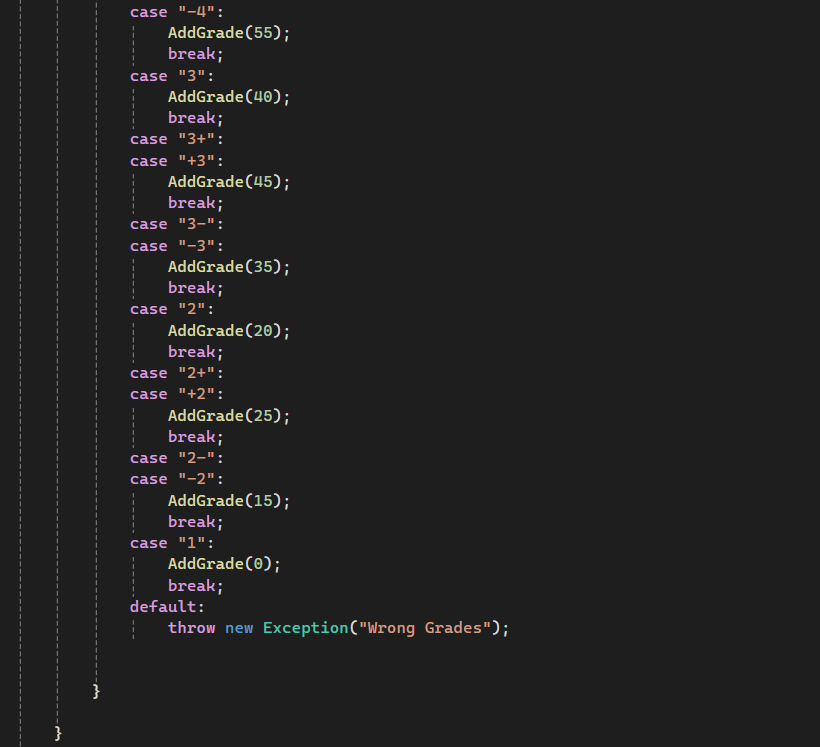 case "-4":
AddGrade(55);
break;
case "3":
AddGrade(40);
break;
case "3+":
case "+3":
AddGrade(45);
break;
case "3-":
case "-3":
AddGrade(35);
break;
case "2":
AddGrade(20);
break;
case "2+":
case "+2":
AddGrade(25);
break;
case "2-":
case "-2":
AddGrade(15);
break;
case "1":
AddGrade(0);
break;
default:
throw new Exception("Wrong Grades");
}
}